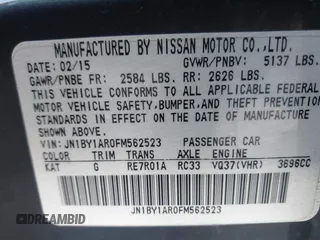 MANUFACTURED BY NISSAN MOTOR CO.,LTD.
DATE: 02/15 GVWR/PNBV: 5137 LBS.
GAWR/PNBE FR: 2584 LBS. RR: 2626 LBS.
THIS VEHICLE CONFORMS TO ALL APPLICABLE FEDERAL
MOTOR VEHICLE SAFETY,BUMPER,AND THEFT PREVENTION
STANDARDS IN EFFECT ON THE DATE OF MANUFACTURE SHOWN ABOVE.
VIN: JN1BY1AR0FM562523 PASSENGER CAR
COLOR TRIM TRANS AXLE ENGINE
KAT G RE7R01A RC33 VQ37(VHR) 3696CC
JN1BY1AR0FM562523
DREAMBID